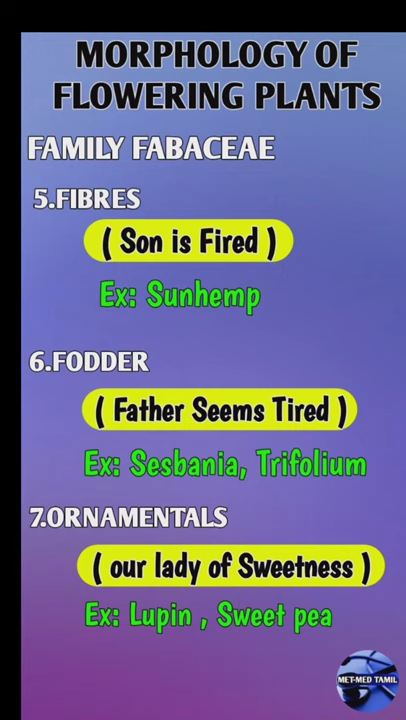 MORPHOLOGY OF
FLOWERING PLANTS
FAMILY FABACEAE
5.FIBRES
( Son is Fired )
Ex: Sunhemp
6.FODDER
( Father Seems Tired )
Ex: Sesbania, Trifolium
7.ORNAMENTALS
( our lady of Sweetness )
Ex: Lupin , Sweet pea
MET-MED TAMIL